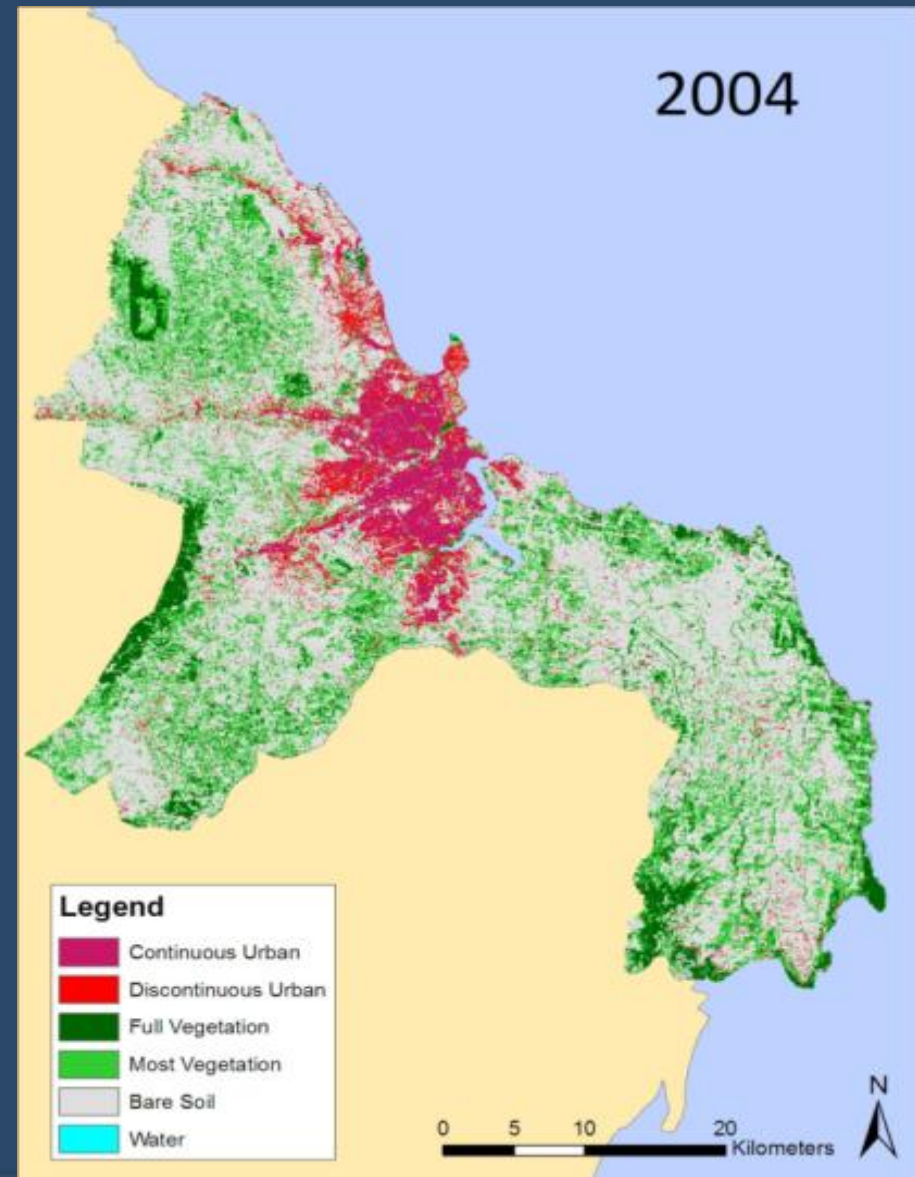 2004
Legend
Continuous Urban
Discontinuous Urban
Full Vegetation
Most Vegetation
Bare Soil
Water
0 5 10 20
Kilometers
N